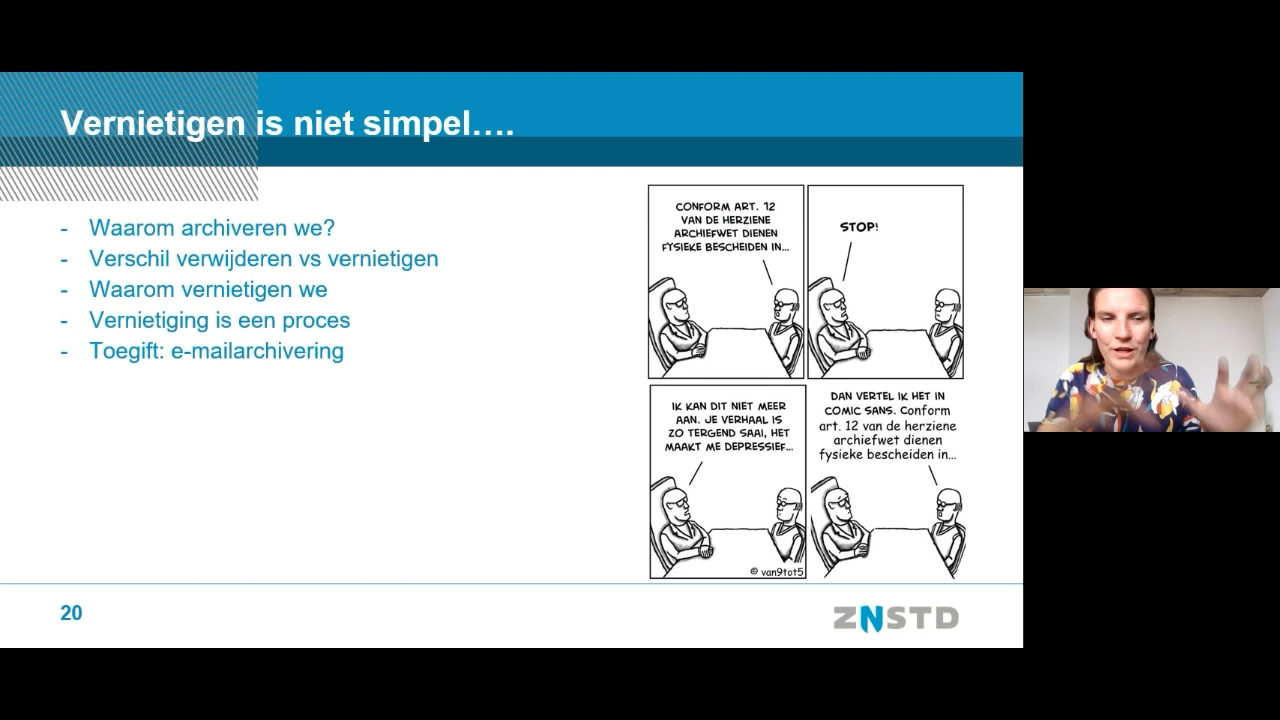 Vernietigen is niet simpel....
- Waarom archiveren we?
- Verschil verwijderen vs vernietigen
- Waarom vernietigen we
- Vernietiging is een proces
- Toegift: e-mailarchivering
CONFORM ART. 12
VAN DE HERZIENE
ARCHIEFWET DIENEN
FYSIEKE BESCHEIDEN IN...
STOP!
IK KAN DIT NIET MEER
AAN. JE VERHAAL IS
ZO TERGEND SAAI, HET
MAAKT ME DEPRESSIEF...
© van9tot5
DAN VERTEL IK HET IN
COMIC SANS. Conform
art. 12 van de herziene
archiefwet dienen
fysieke bescheiden in...
20
ZNSTD